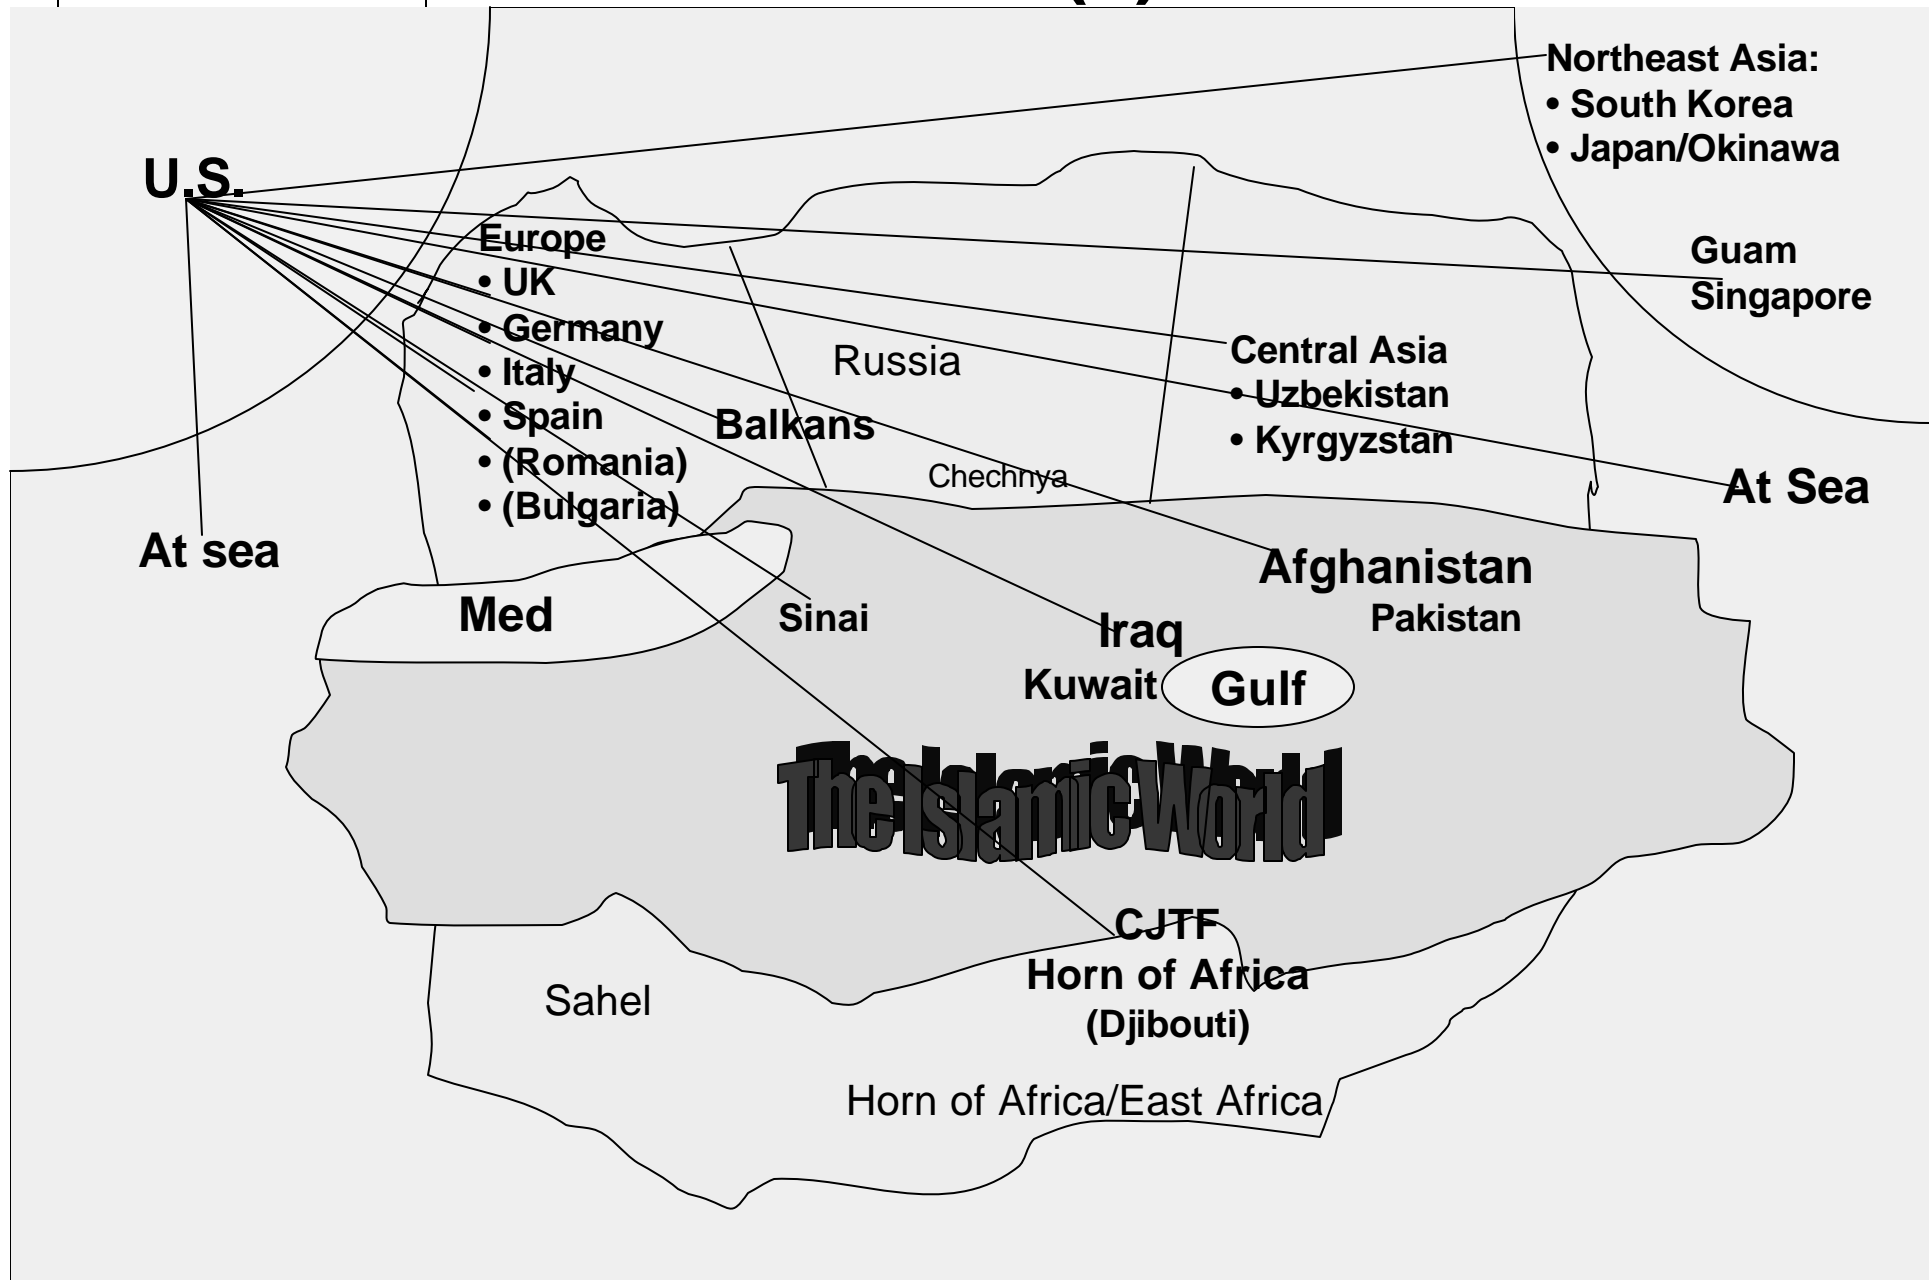 Northeast Asia:
• South Korea
• Japan/Okinawa
U.S.
Europe
• UK
• Germany
• Italy
• Spain
• (Romania)
• (Bulgaria)
Guam
Singapore
Russia
Central Asia
• Uzbekistan
• Kyrgyzstan
Balkans
Chechnya
At Sea
At sea
Afghanistan
Pakistan
Med
Sinai
Iraq
Kuwait
Gulf
The Islamic World
CJTF
Horn of Africa
(Djibouti)
Sahel
Horn of Africa/East Africa